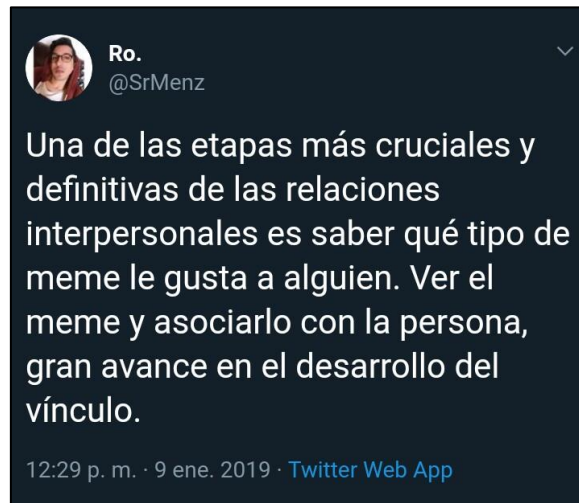 Ro.
@SrMenz
Una de las etapas más cruciales y
definitivas de las relaciones
interpersonales es saber qué tipo de
meme le gusta a alguien. Ver el
meme y asociarlo con la persona,
gran avance en el desarrollo del
vínculo.
12:29 p. m. · 9 ene. 2019 · Twitter Web App